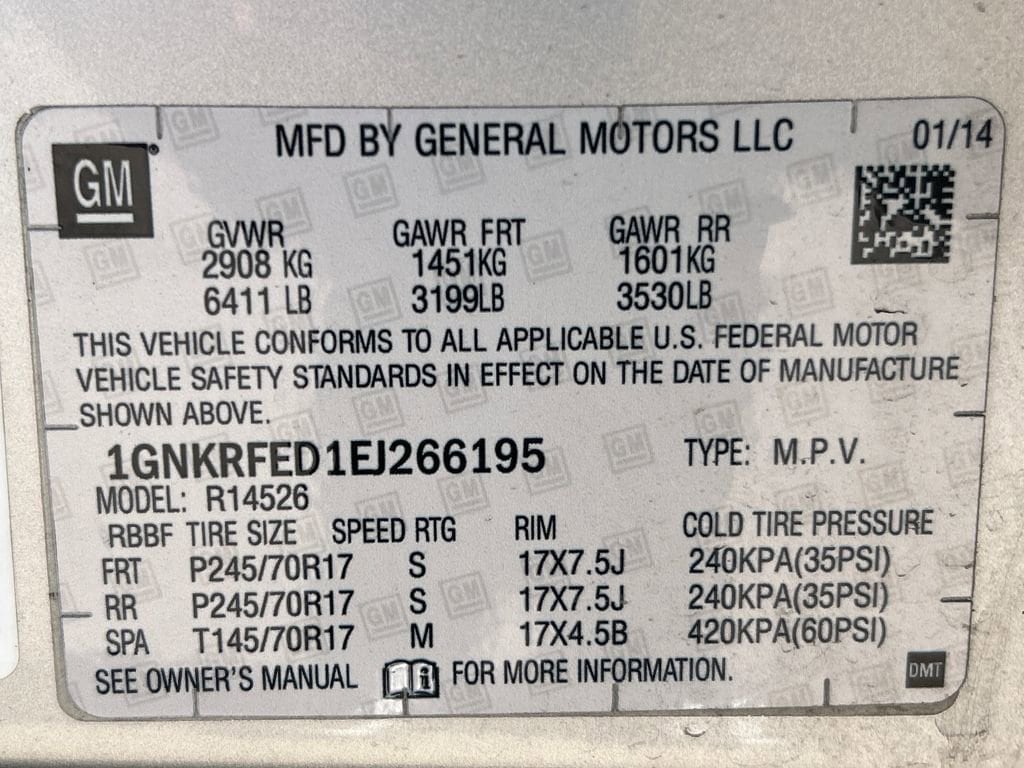 MFD BY GENERAL MOTORS LLC 01/14
GM
GVWR GAWR FRT GAWR RR
2908 KG 1451KG 1601KG
6411 LB 3199LB 3530LB
THIS VEHICLE CONFORMS TO ALL APPLICABLE U.S. FEDERAL MOTOR
VEHICLE SAFETY STANDARDS IN EFFECT ON THE DATE OF MANUFACTURE
SHOWN ABOVE.
1GNKRFED1EJ266195 TYPE: M.P.V.
MODEL: R14526
RBBF TIRE SIZE SPEED RTG RIM COLD TIRE PRESSURE
FRT P245/70R17 S 17X7.5J 240KPA(35PSI)
RR P245/70R17 S 17X7.5J 240KPA(35PSI)
SPA T145/70R17 M 17X4.5B 420KPA(60PSI)
SEE OWNER'S MANUAL i FOR MORE INFORMATION.
DMT